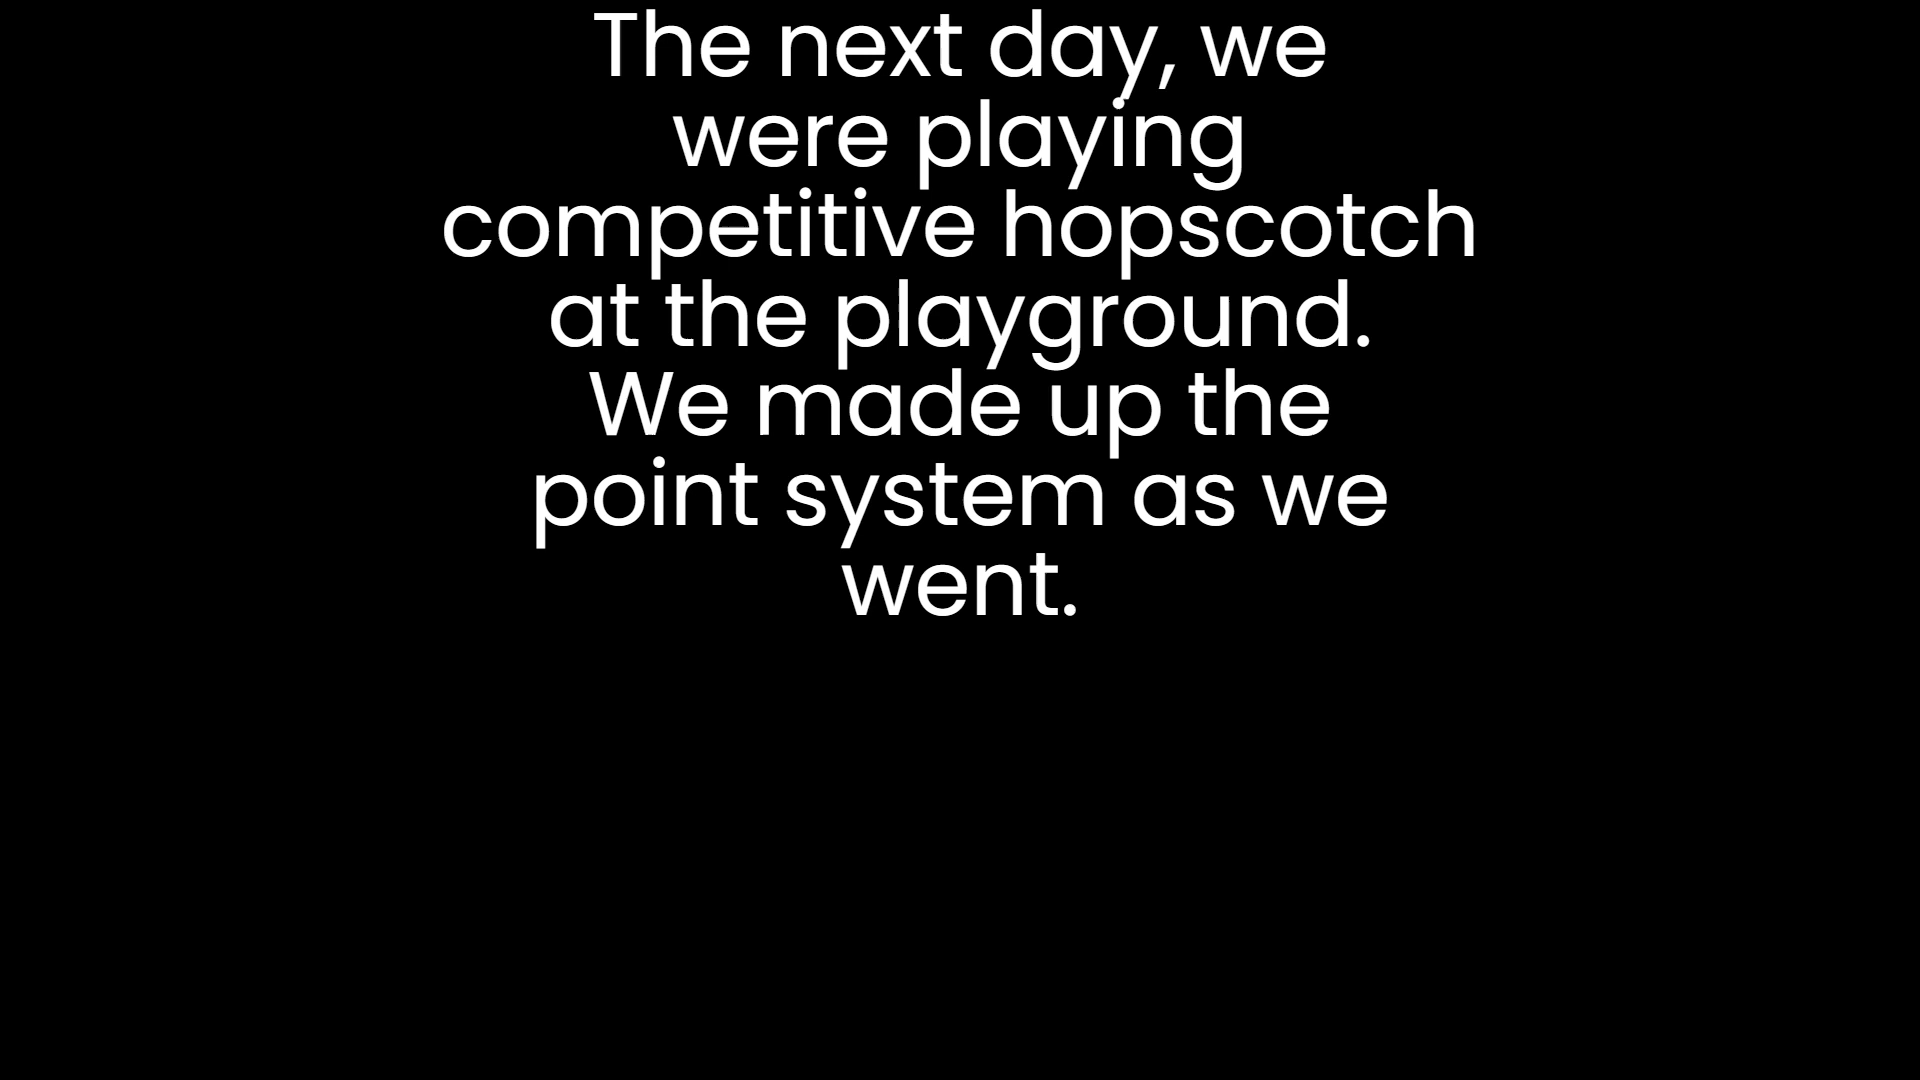 The next day, we
were playing
competitive hopscotch
at the playground.
We made up the
point system as we
went.